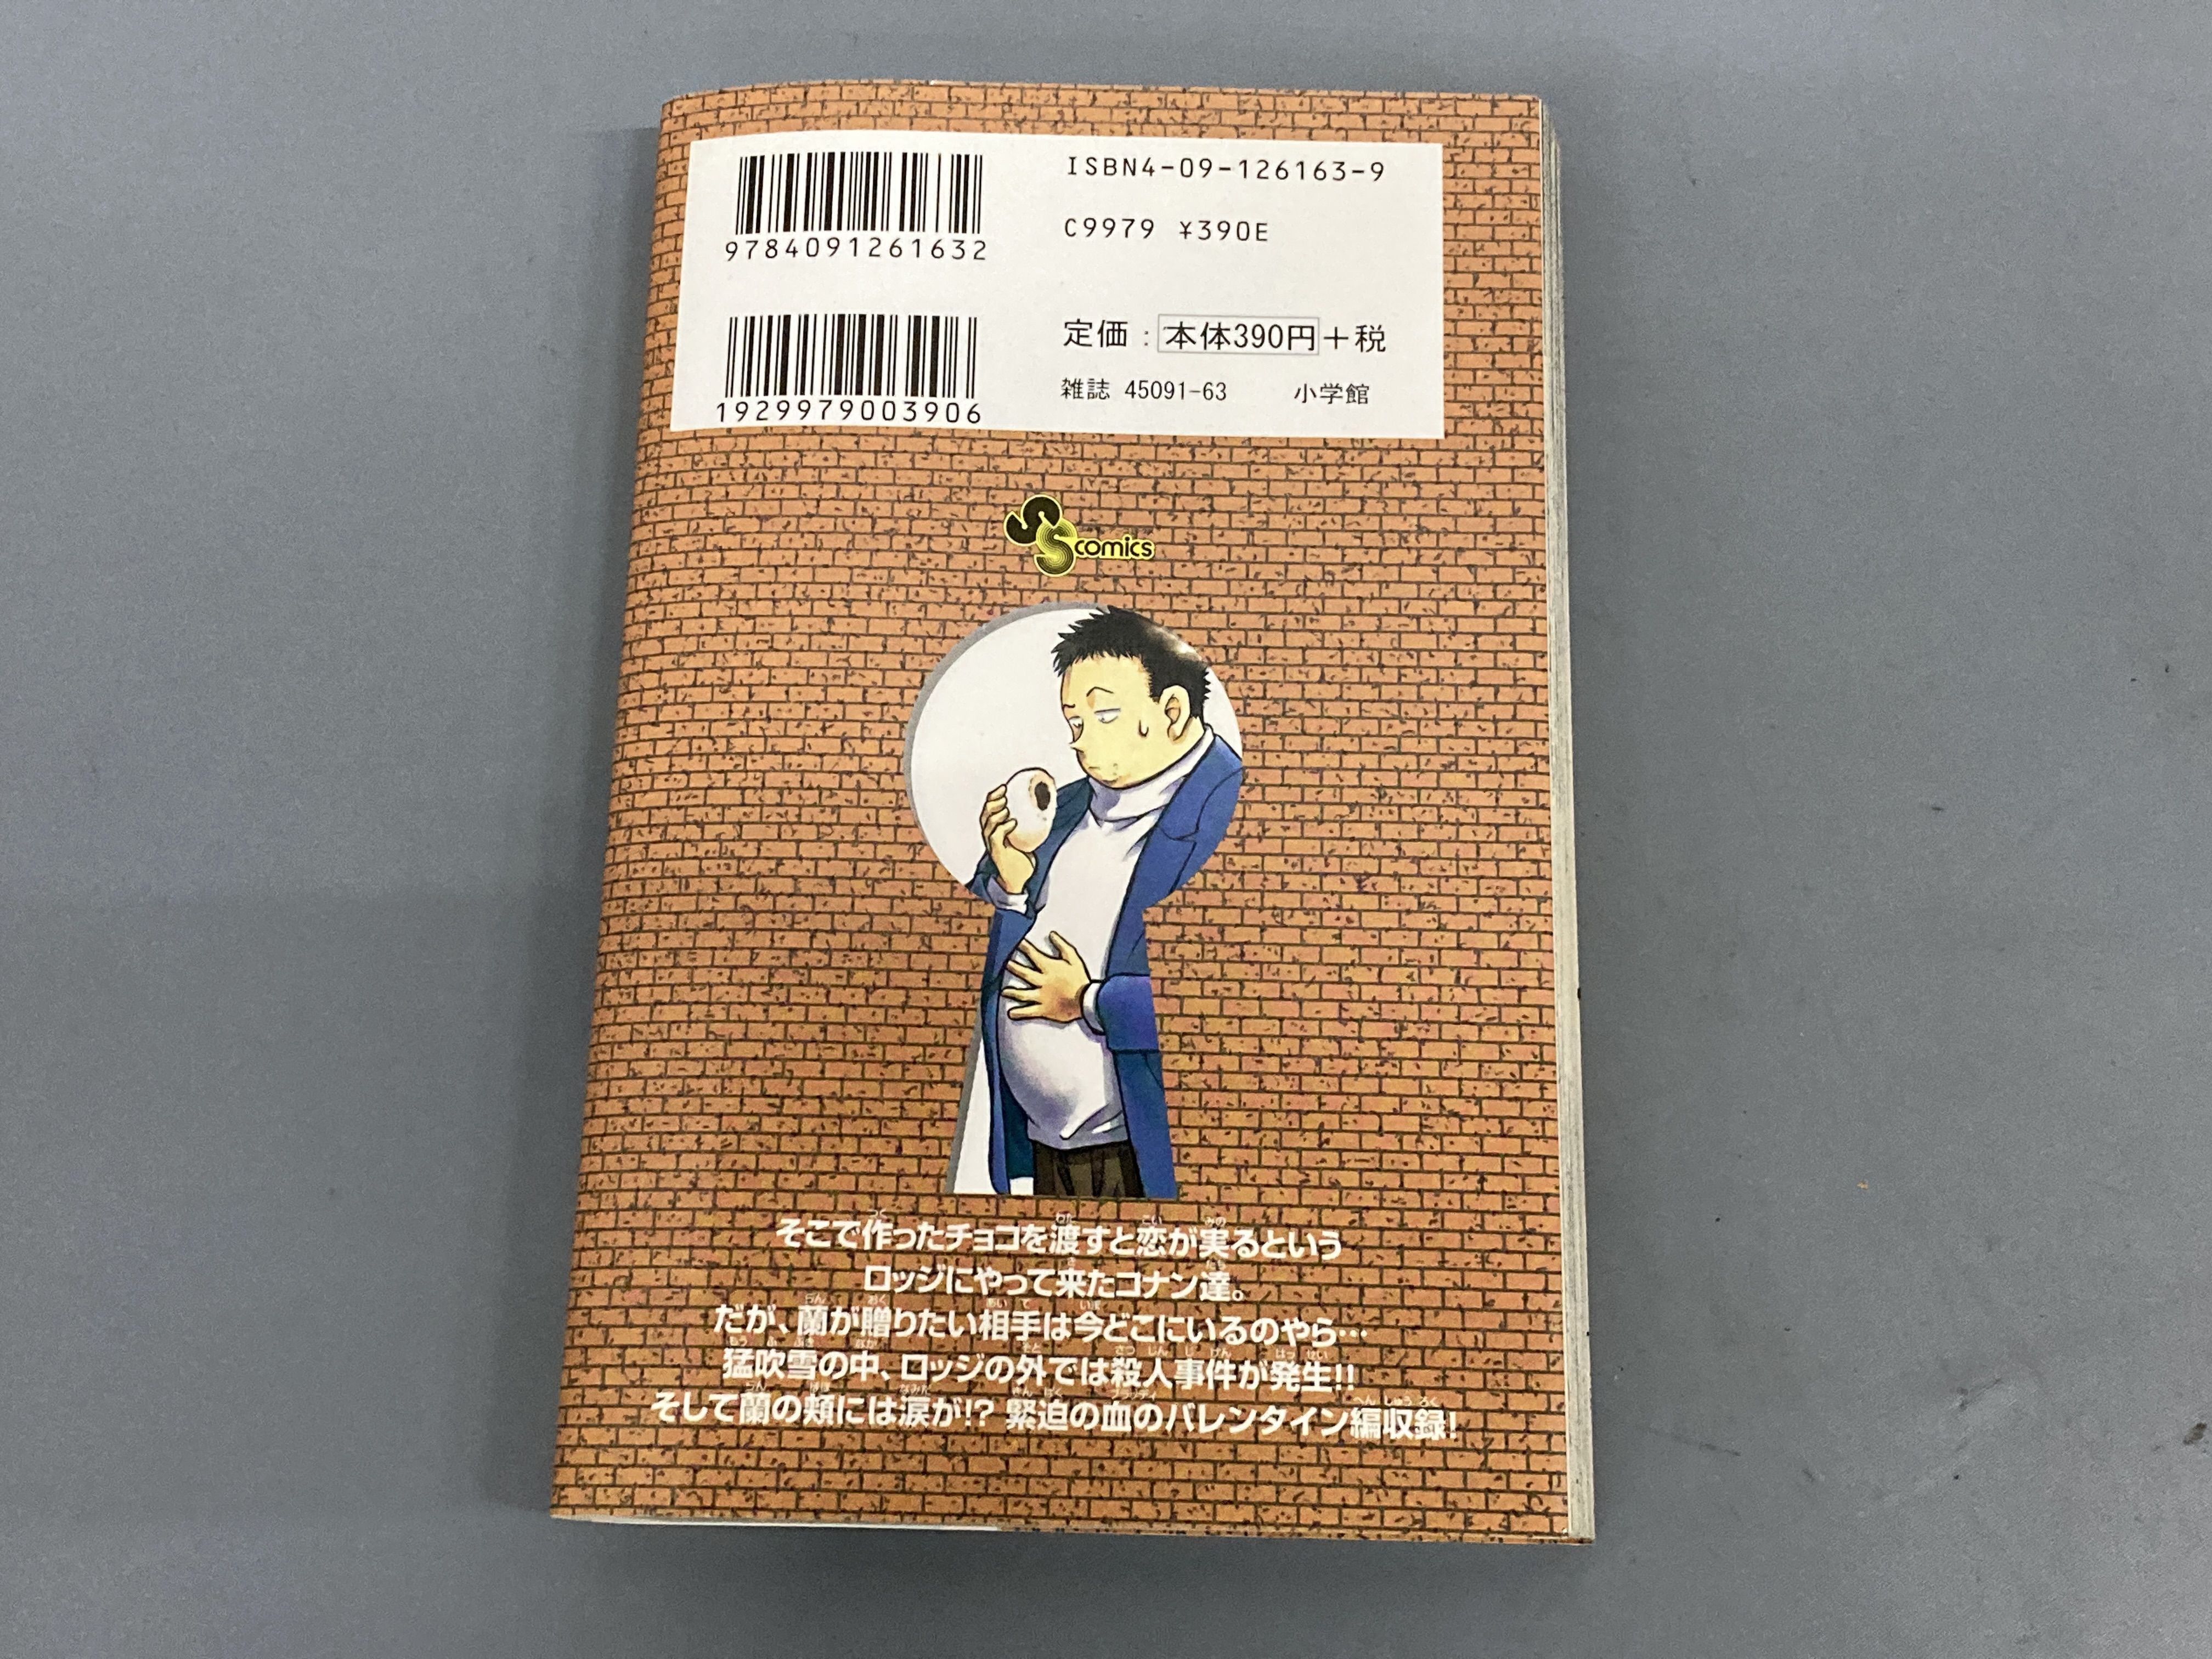 ISBN4-09-126163-9
9784091261632
C9979 ¥390E
定価：本体390円＋税
1929979003906
雑誌 45091-63 小学館
SS comics
そこで作ったチョコを渡すと恋が実るという
ロッジにやって来たコナン達。
だが、蘭が贈りたい相手は今どこにいるのやら…
猛吹雪の中、ロッジの外では殺人事件が発生!!
そして蘭の頬には涙が!? 緊迫の血のバレンタイン編収録!